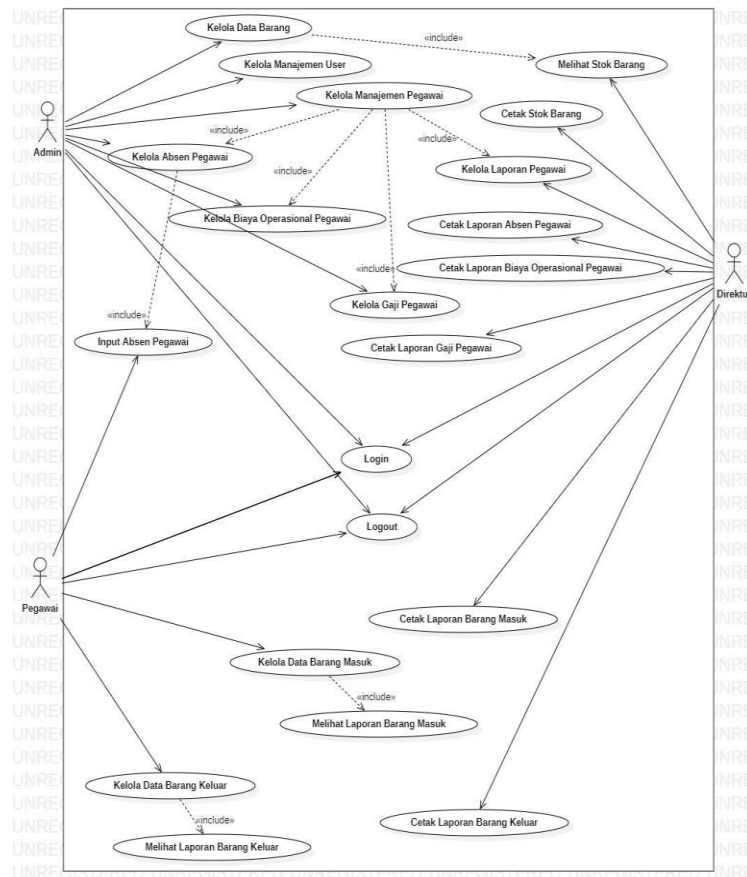 Kelola Data Barang
«include»
Kelola Manajemen User
Melihat Stok Barang
Kelola Manajemen Pegawai
Cetak Stok Barang
Admin
«include»
Kelola Absen Pegawai
«include»
«include»
Kelola Laporan Pegawai
Kelola Biaya Operasional Pegawai
Cetak Laporan Absen Pegawai
«include»
Cetak Laporan Biaya Operasional Pegawai
Direktu
Kelola Gaji Pegawai
«include»
Input Absen Pegawai
Cetak Laporan Gaji Pegawai
Login
Logout
Pegawai
Cetak Laporan Barang Masuk
Kelola Data Barang Masuk
«include»
Melihat Laporan Barang Masuk
Kelola Data Barang Keluar
«include»
Cetak Laporan Barang Keluar
Melihat Laporan Barang Keluar